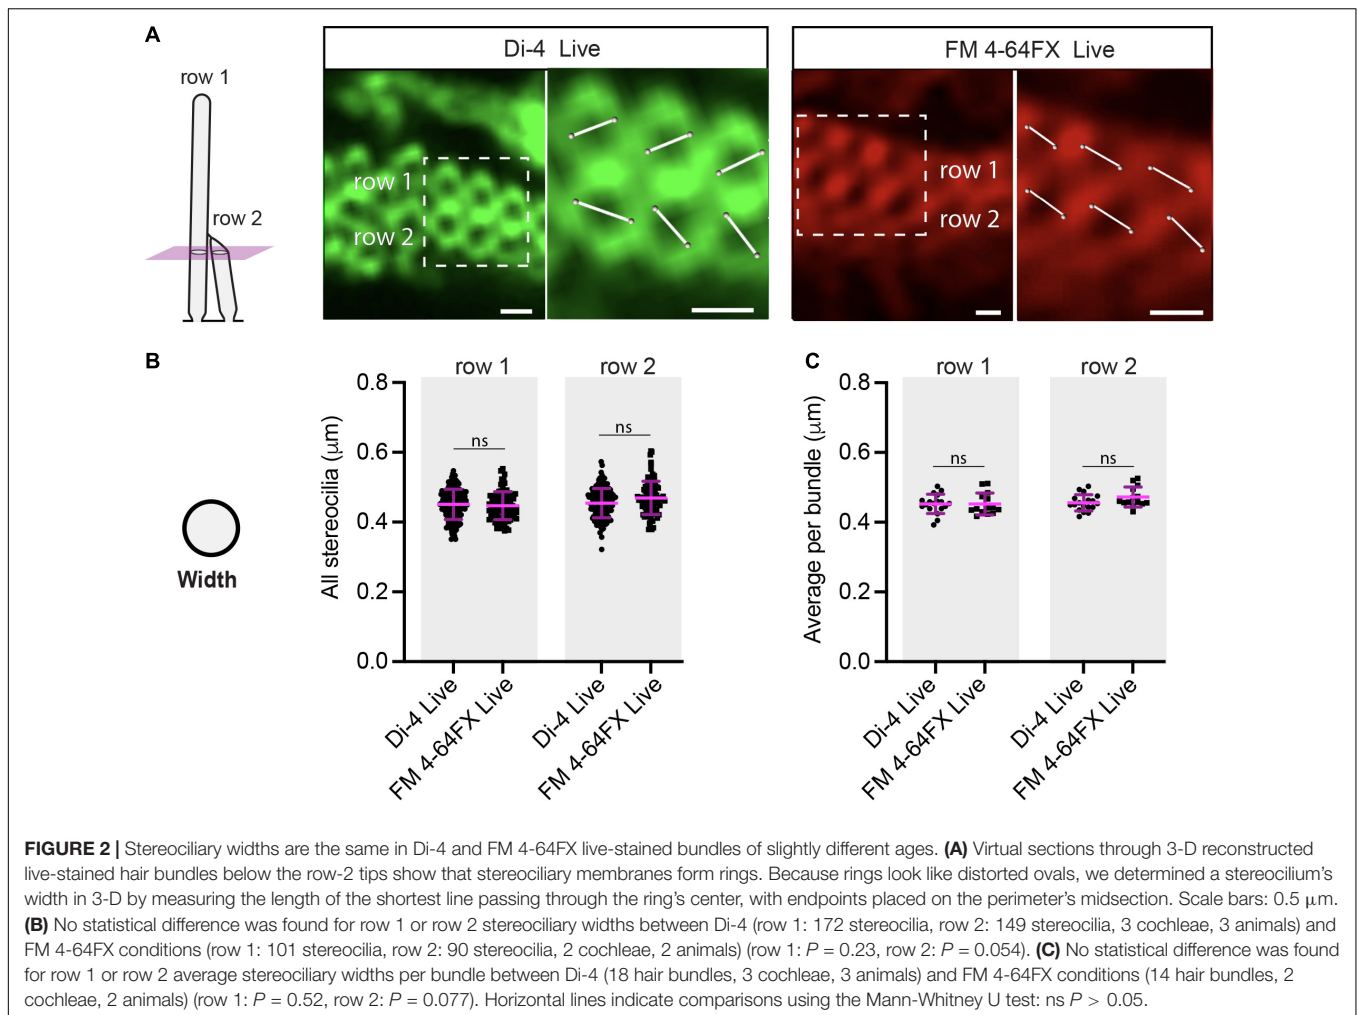 A
row 1
row 2
Di-4 Live
row 1
row 2
FM 4-64FX Live
row 1
row 2
B
Width
All stereocilia (μm)
row 1
row 2
0.8
0.6
0.4
0.2
0.0
ns
ns
Di-4 Live
FM 4-64FX Live
Di-4 Live
FM 4-64FX Live
C
Average per bundle (μm)
row 1
row 2
0.8
0.6
0.4
0.2
0.0
ns
ns
Di-4 Live
FM 4-64FX Live
Di-4 Live
FM 4-64FX Live
FIGURE 2 | Stereociliary widths are the same in Di-4 and FM 4-64FX live-stained bundles of slightly different ages. (A) Virtual sections through 3-D reconstructed
live-stained hair bundles below the row-2 tips show that stereociliary membranes form rings. Because rings look like distorted ovals, we determined a stereocilium's
width in 3-D by measuring the length of the shortest line passing through the ring's center, with endpoints placed on the perimeter's midsection. Scale bars: 0.5 μm.
(B) No statistical difference was found for row 1 or row 2 stereociliary widths between Di-4 (row 1: 172 stereocilia, row 2: 149 stereocilia, 3 cochleae, 3 animals) and
FM 4-64FX conditions (row 1: 101 stereocilia, row 2: 90 stereocilia, 2 cochleae, 2 animals) (row 1: P = 0.23, row 2: P = 0.054). (C) No statistical difference was found
for row 1 or row 2 average stereociliary widths per bundle between Di-4 (18 hair bundles, 3 cochleae, 3 animals) and FM 4-64FX conditions (14 hair bundles, 2
cochleae, 2 animals) (row 1: P = 0.52, row 2: P = 0.077). Horizontal lines indicate comparisons using the Mann-Whitney U test: ns P > 0.05.